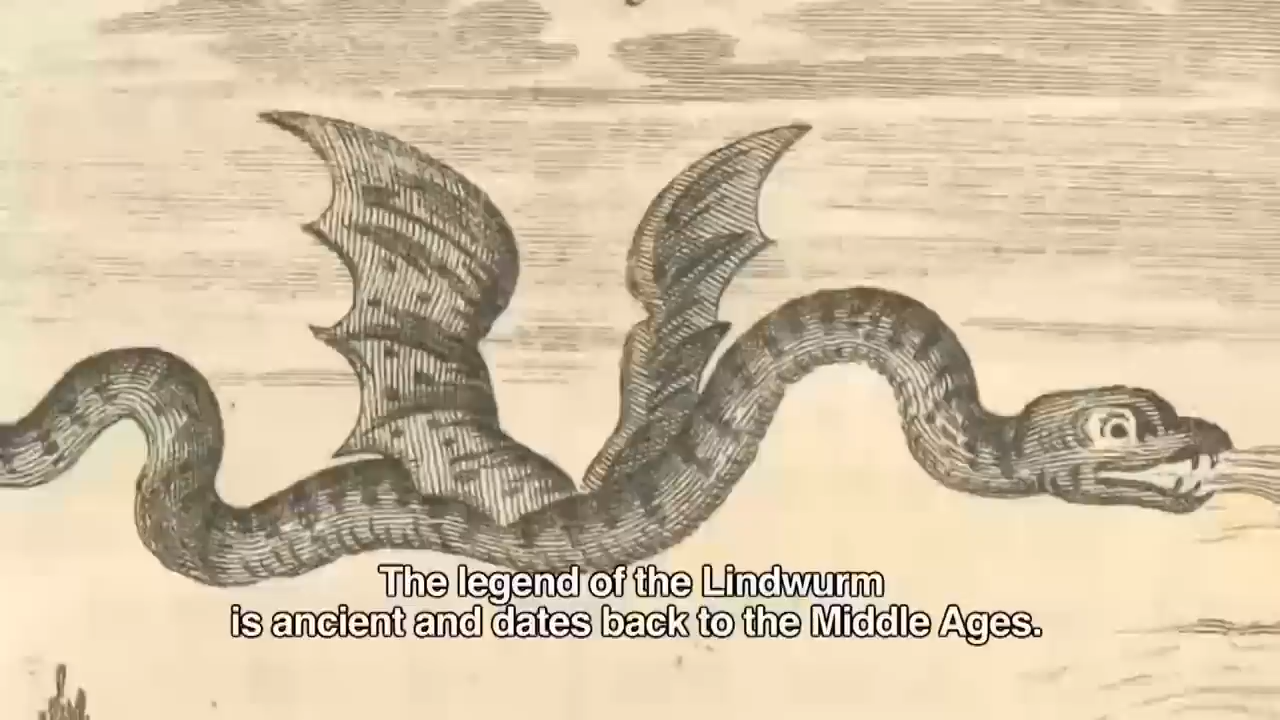 The legend of the Lindwurm
is ancient and dates back to the Middle Ages.